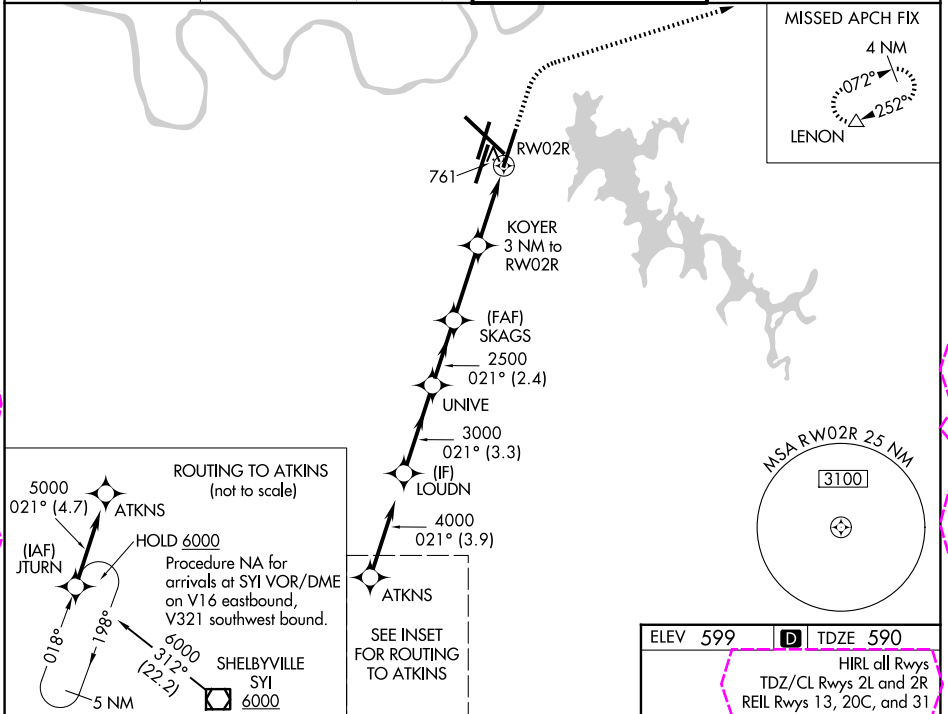 MISSED APCH FIX
4 NM
072°
252°
LENON
RW02R
761
KOYER
3 NM to
RW02R
(FAF)
SKAGS
2500
021° (2.4)
UNIVE
3000
021° (3.3)
(IF)
LOUDN
4000
021° (3.9)
ATKNS
SEE INSET
FOR ROUTING
TO ATKINS
ROUTING TO ATKINS
(not to scale)
5000
021° (4.7)
ATKNS
(IAF)
JTURN
HOLD 6000
Procedure NA for
arrivals at SYI VOR/DME
on V16 eastbound,
V321 southwest bound.
018°
198°
6000
312°
(22.2)
5 NM
SHELBYVILLE
SYI
6000
MSA RW02R 25 NM
3100
ELEV 599 D TDZE 590
HIRL all Rwys
TDZ/CL Rwys 2L and 2R
REIL Rwys 13, 20C, and 31